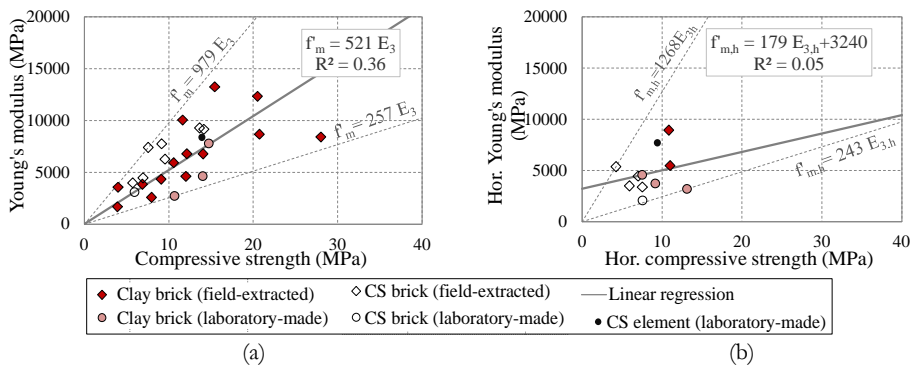 20000
15000
10000
5000
0
Young's modulus (MPa)
f'm = 979 E3
f'm = 521 E3
R² = 0.36
f'm = 257 E3
0 10 20 30 40
Compressive strength (MPa)
20000
15000
10000
5000
0
Hor. Young's modulus
(MPa)
f'm,h=1268E3h
f'm,h = 179 E3,h+3240
R² = 0.05
f'm,h = 243 E3,h
0 10 20 30 40
Hor. compressive strength (MPa)
Clay brick (field-extracted) CS brick (field-extracted) Linear regression
Clay brick (laboratory-made) CS brick (laboratory-made) CS element (laboratory-made)
(a) (b)